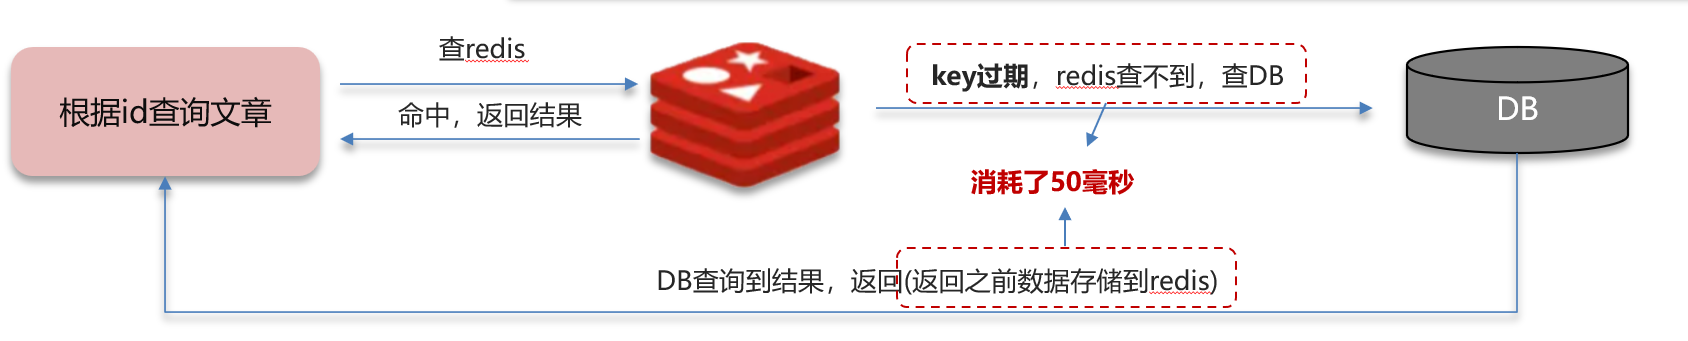 查redis
根据id查询文章
命中，返回结果
key过期，redis查不到，查DB
DB
消耗了50毫秒
DB查询到结果，返回(返回之前数据存储到redis)